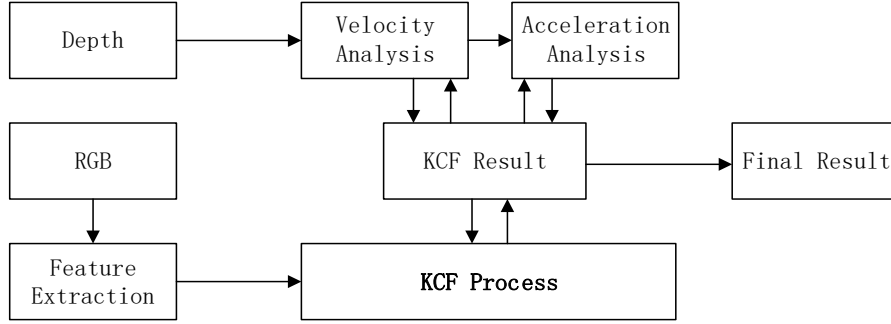 Depth
Velocity
Analysis
Acceleration
Analysis
RGB
KCF Result
Final Result
Feature
Extraction
KCF Process